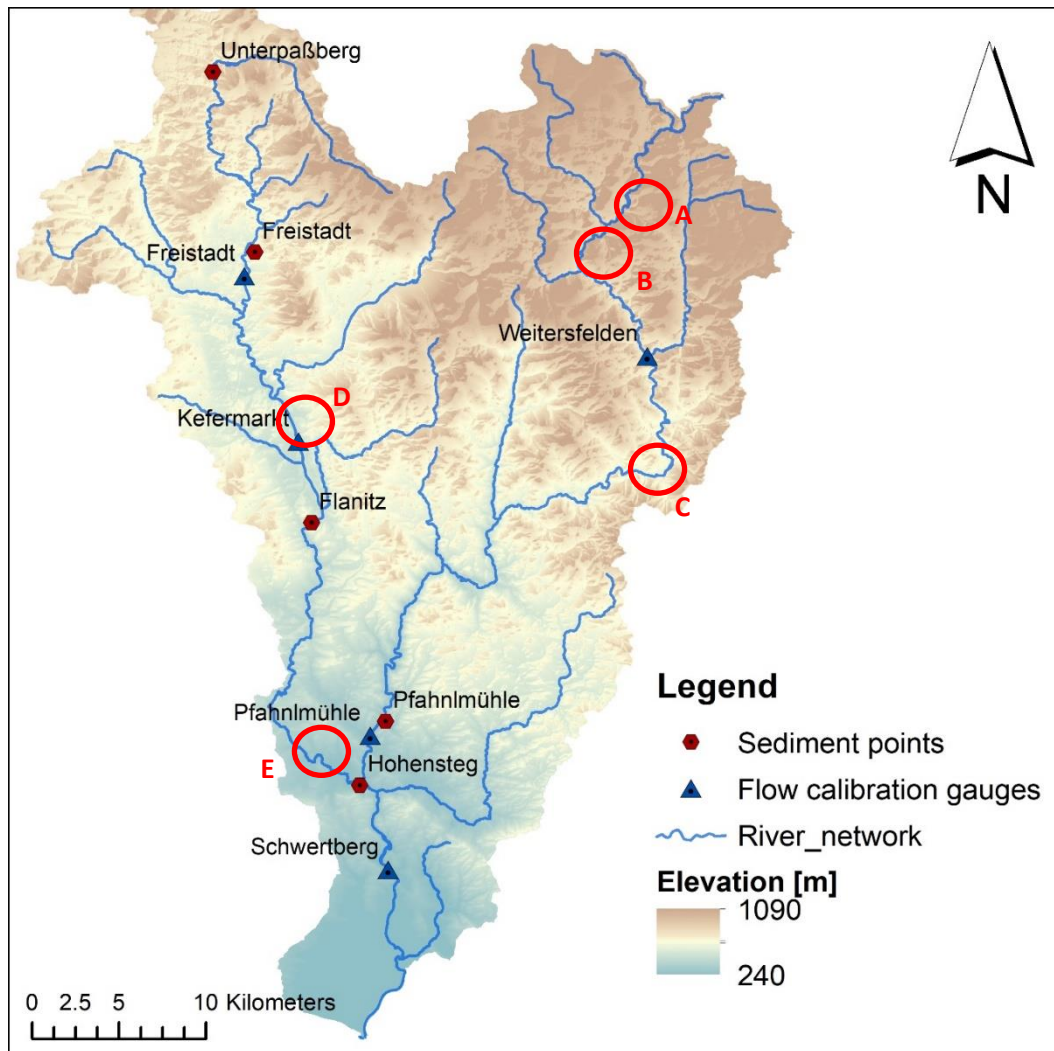 Unterpaßberg
N
A
Freistadt
Freistadt
B
Weitersfelden
D
Kefermarkt
C
Flanitz
Legend
Pfahnlmühle
Pfahnlmühle
Sediment points
E
Hohensteg
Flow calibration gauges
River_network
Schwertberg
Elevation [m]
1090
240
0 2.5 5 10 Kilometers